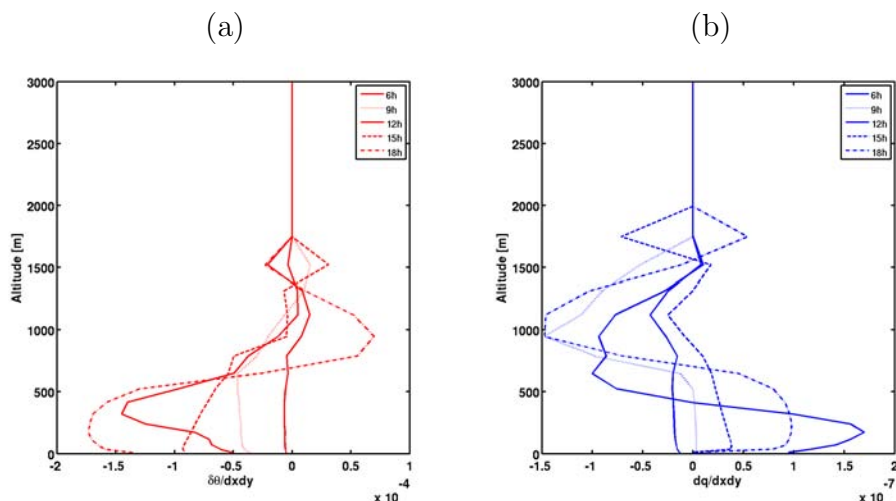 (a)
(b)
3000
2500
2000
1500
1000
500
0
Altitude [m]
-2
-1.5
-1
-0.5
0
0.5
1
δθ/dxdy
x 10
-4
6h
9h
12h
15h
18h
3000
2500
2000
1500
1000
500
0
Altitude [m]
-1.5
-1
-0.5
0
0.5
1
1.5
2
dq/dxdy
x 10
-7
6h
9h
12h
15h
18h